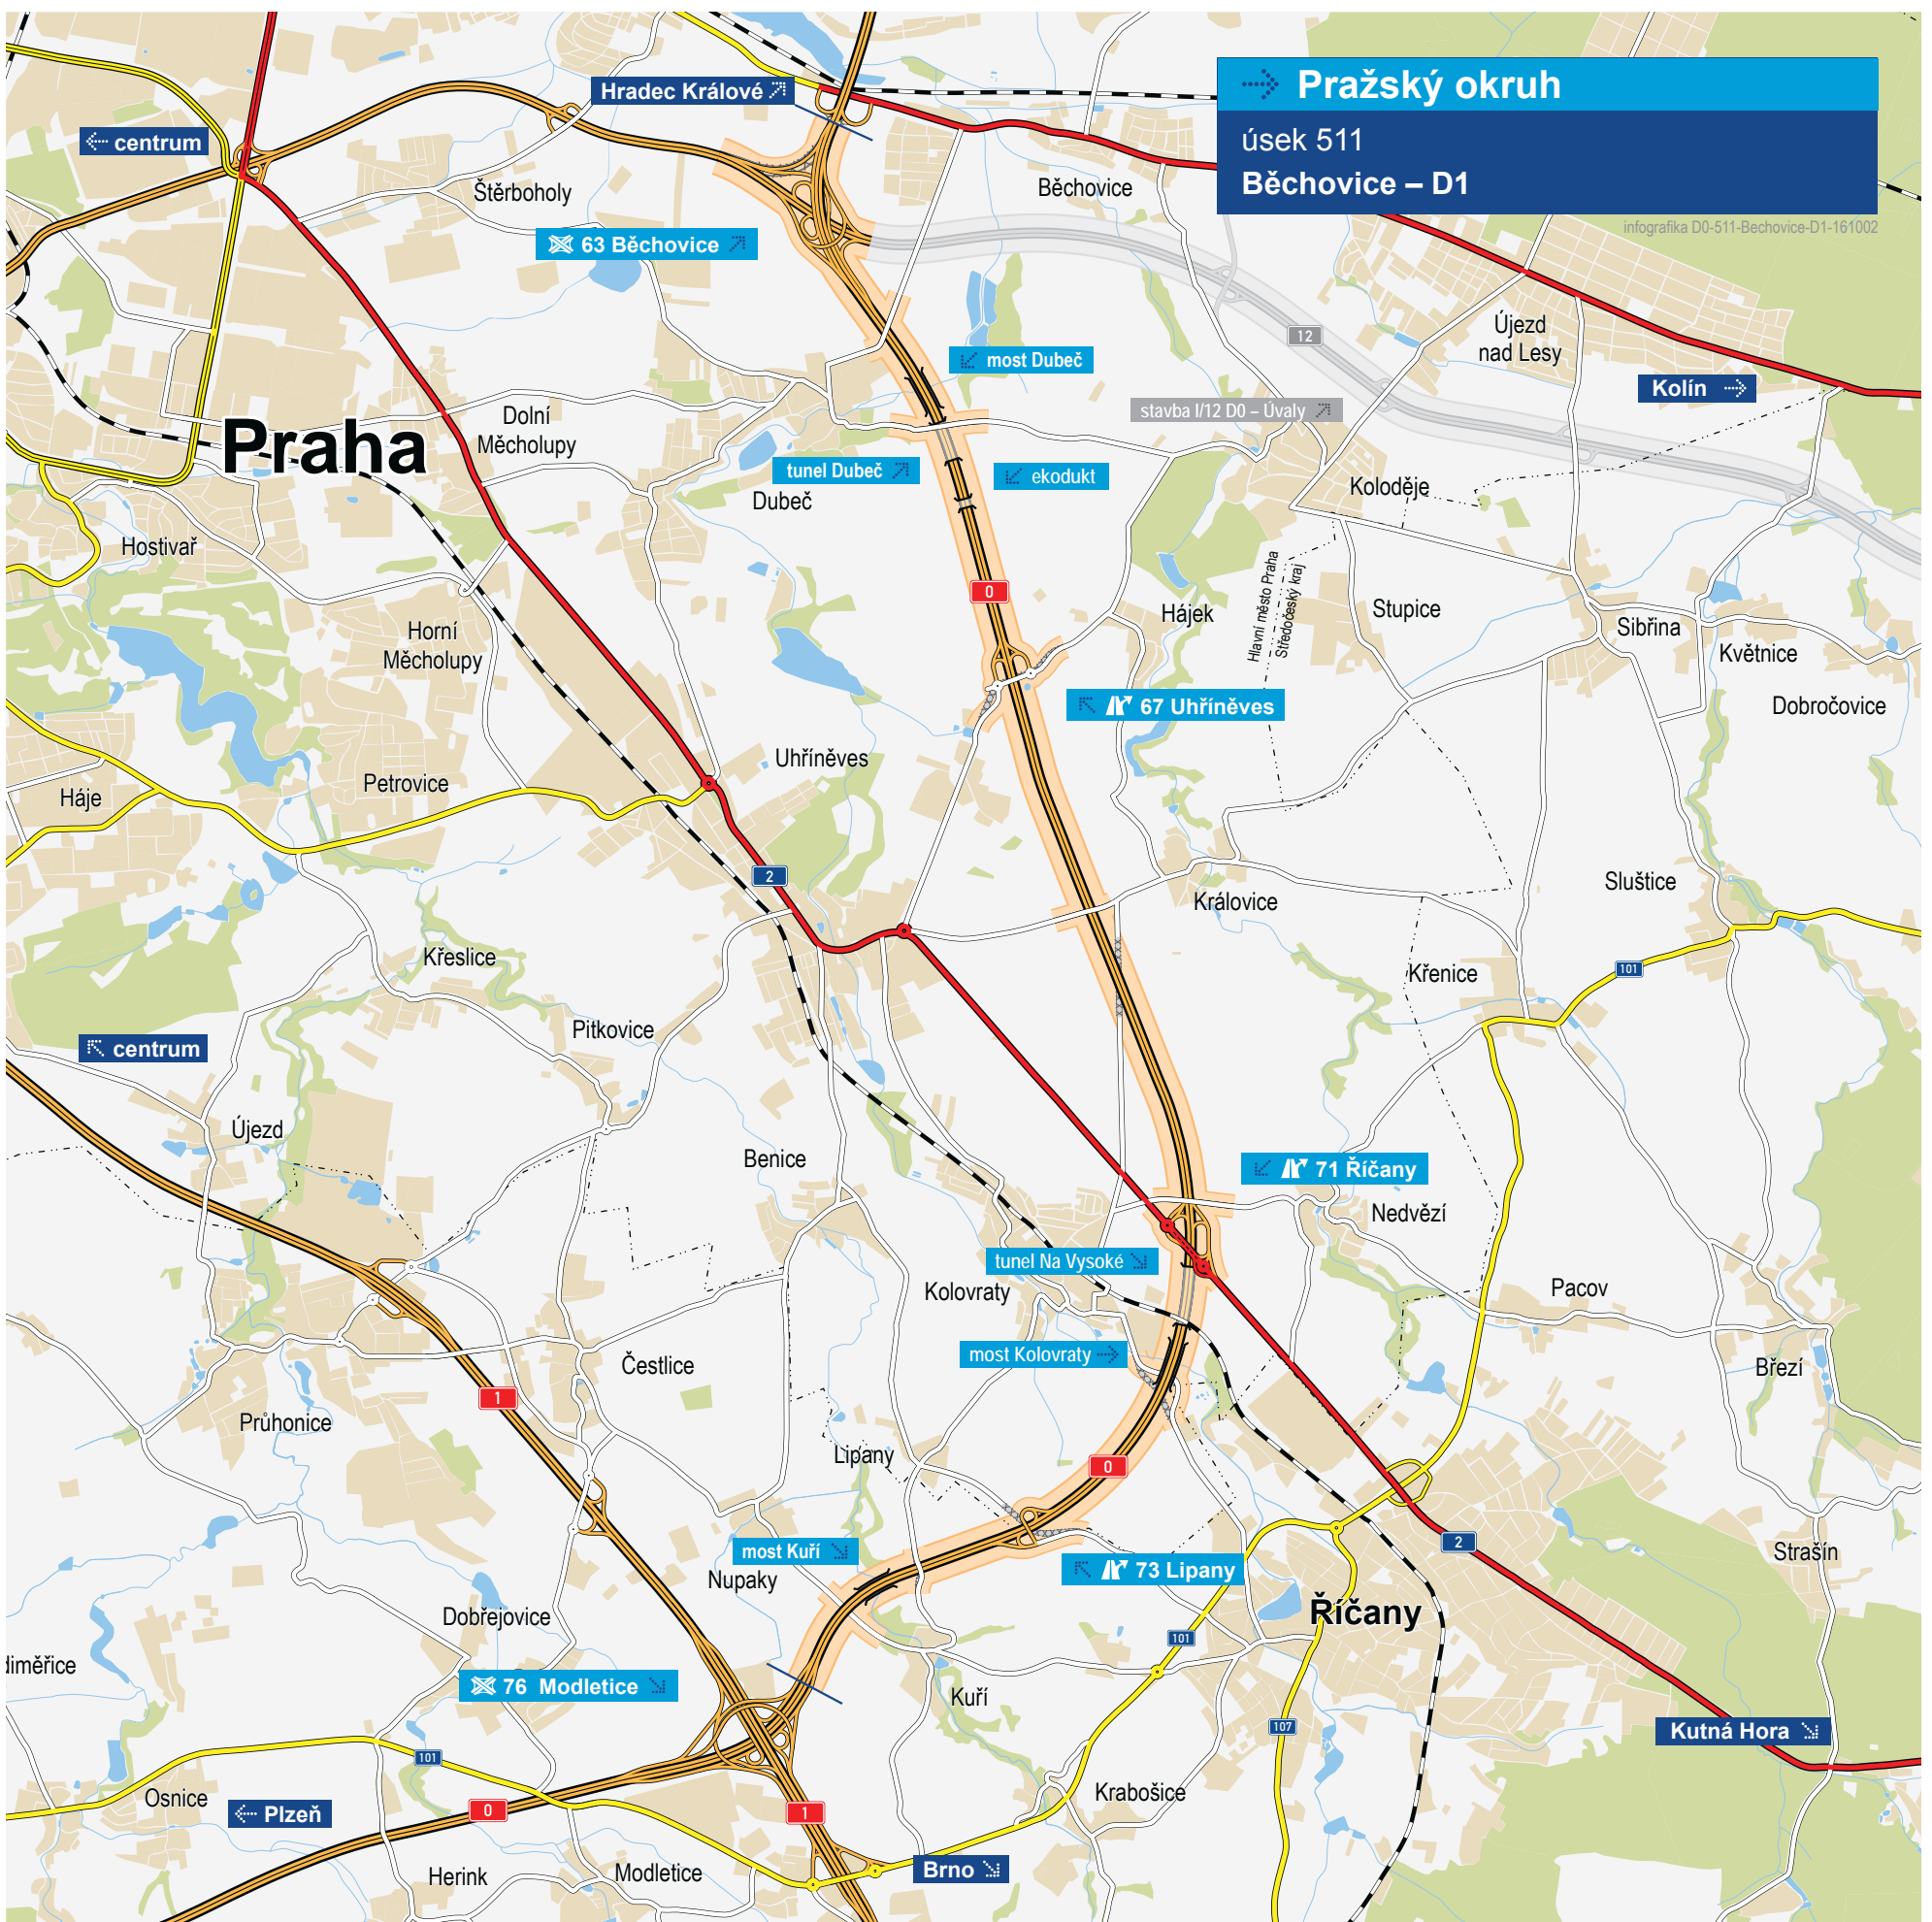 Pražský okruh
úsek 511
Běchovice – D1
infografika D0-511-Bechovice-D1-161002
Hradec Králové
centrum
Štěrboholy
Běchovice
63 Běchovice
12
Újezd
nad Lesy
most Dubeč
Kolín
stavba I/12 D0 – Úvaly
Dolní
Měcholupy
Praha
tunel Dubeč
ekodukt
Dubeč
Koloděje
Hostivař
0
Hlavní město Praha
Středočeský kraj
Hájek
Stupice
Sibřina
Květnice
Horní
Měcholupy
67 Uhříněves
Dobročovice
Uhříněves
Petrovice
Háje
2
Královice
Sluštice
Křeslice
Křenice
101
Pitkovice
centrum
Újezd
Benice
71 Říčany
Nedvězí
tunel Na Vysoké
Kolovraty
Pacov
most Kolovraty
Čestlice
Březí
1
Průhonice
Lipany
0
most Kuří
Nupaky
73 Lipany
2
Strašín
Dobřejovice
Říčany
101
diměřice
76 Modletice
Kuří
107
Kutná Hora
101
Osnice
Plzeň
0
1
Krabošice
Herink
Modletice
Brno